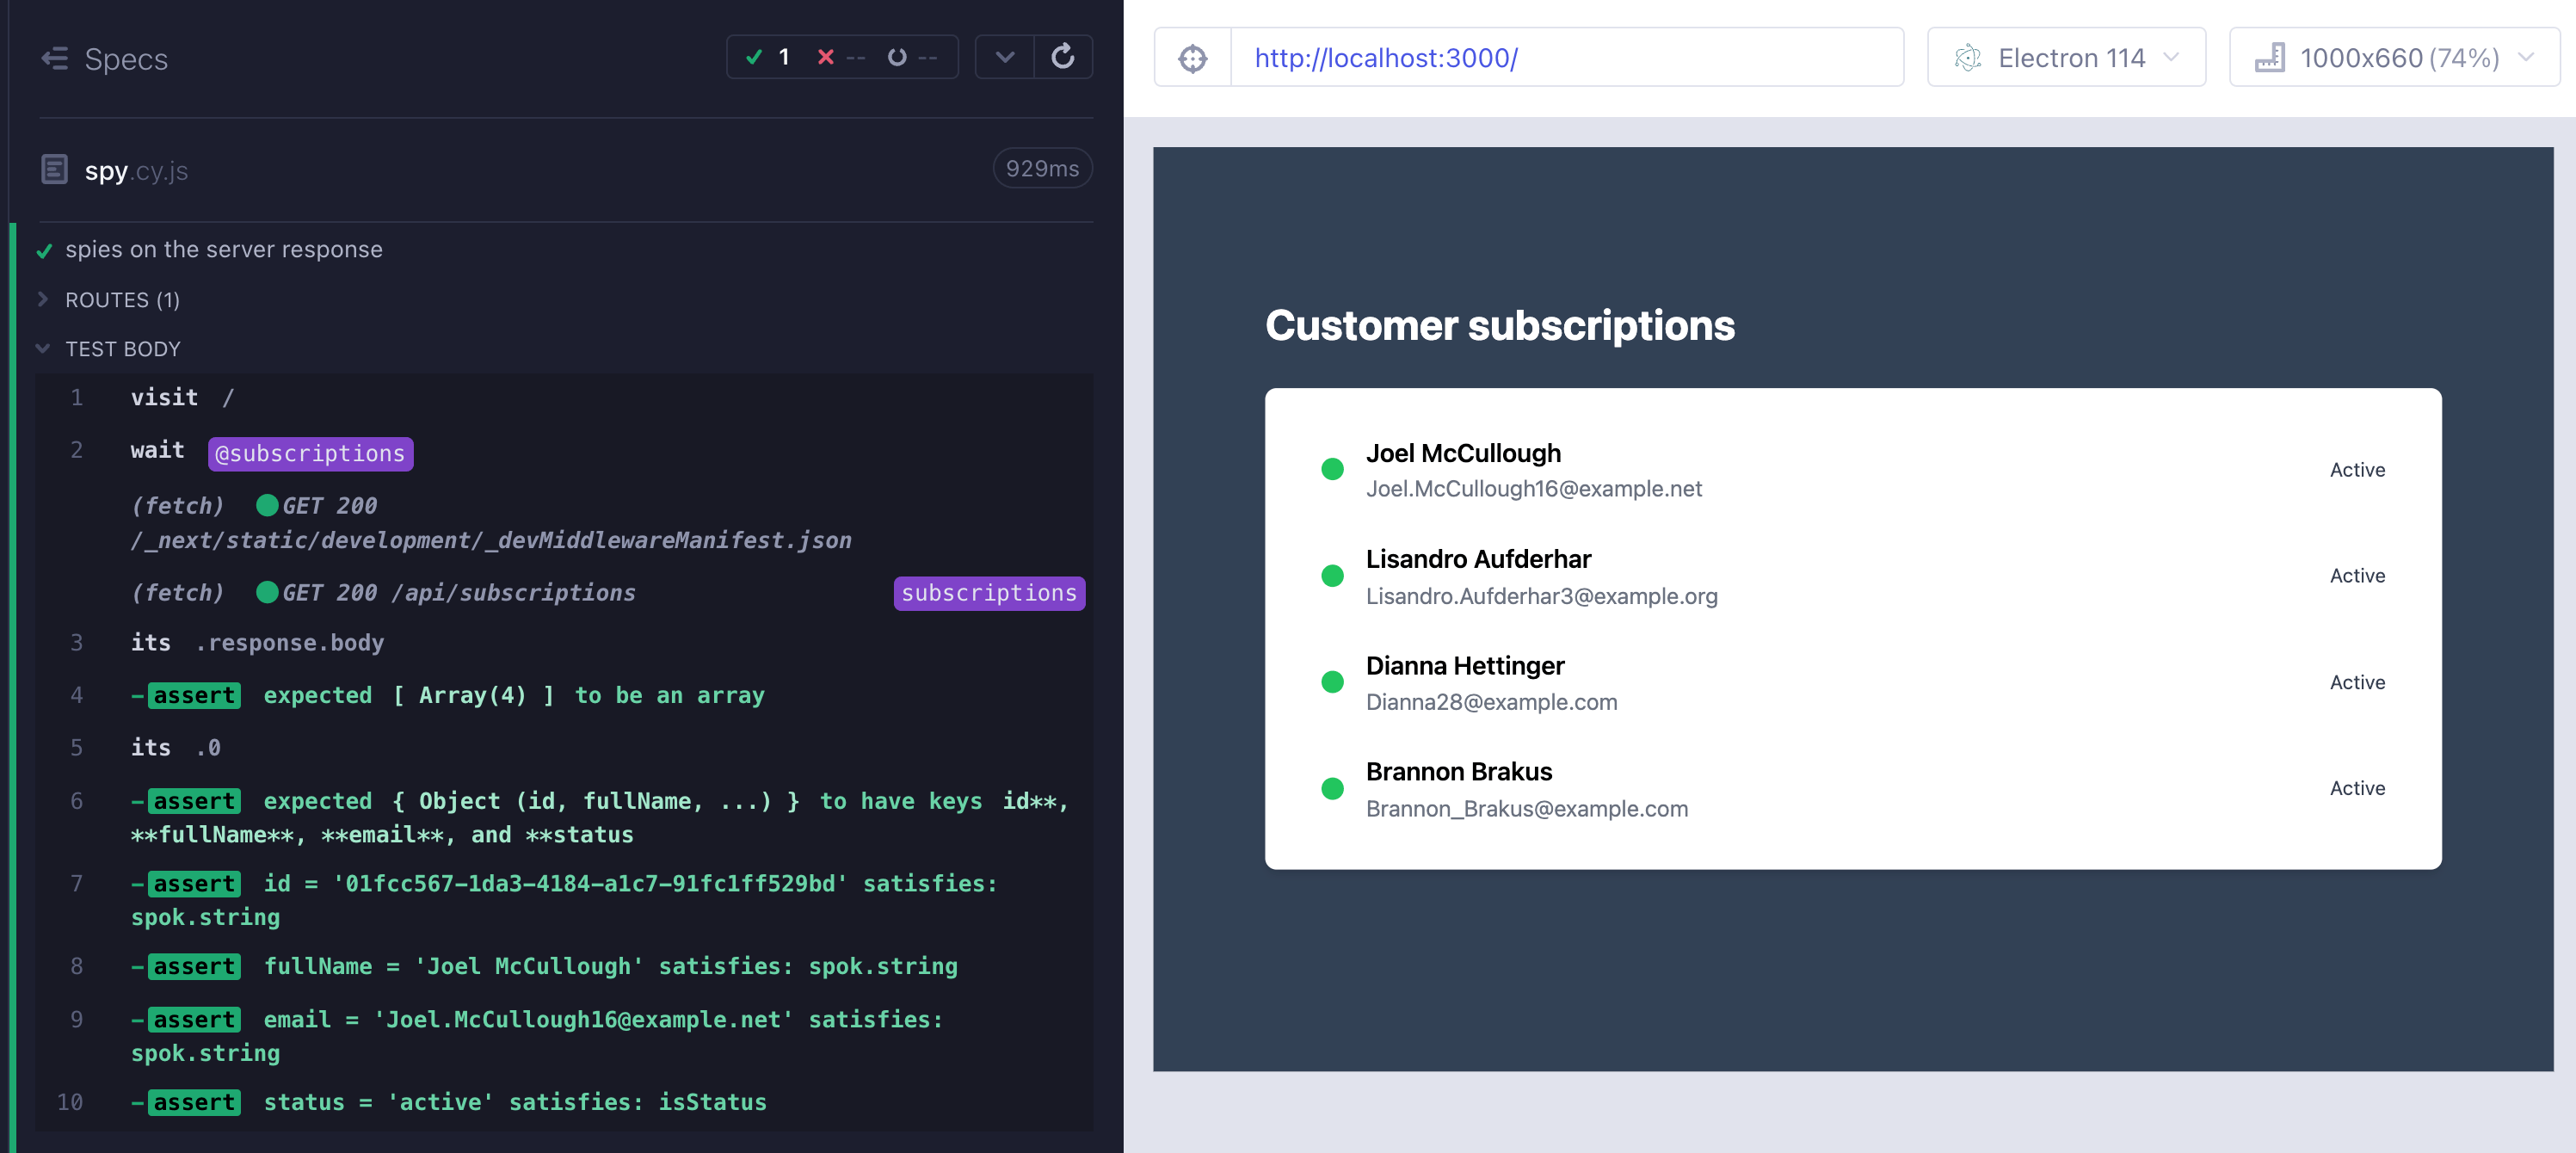 Specs
1 -- --
spy.cy.js
929ms
spies on the server response
ROUTES (1)
TEST BODY
1 visit /
2 wait @subscriptions
(fetch) GET 200
/_next/static/development/_devMiddlewareManifest.json
(fetch) GET 200 /api/subscriptions subscriptions
3 its .response.body
4 -assert expected [ Array(4) ] to be an array
5 its .0
6 -assert expected { Object (id, fullName, ...) } to have keys id**,
**fullName**, **email**, and **status
7 -assert id = '01fcc567-1da3-4184-a1c7-91fc1ff529bd' satisfies:
spok.string
8 -assert fullName = 'Joel McCullough' satisfies: spok.string
9 -assert email = 'Joel.McCullough16@example.net' satisfies:
spok.string
10 -assert status = 'active' satisfies: isStatus
http://localhost:3000/
Electron 114
1000x660 (74%)
Customer subscriptions
Joel McCullough
Joel.McCullough16@example.net
Active
Lisandro Aufderhar
Lisandro.Aufderhar3@example.org
Active
Dianna Hettinger
Dianna28@example.com
Active
Brannon Brakus
Brannon_Brakus@example.com
Active